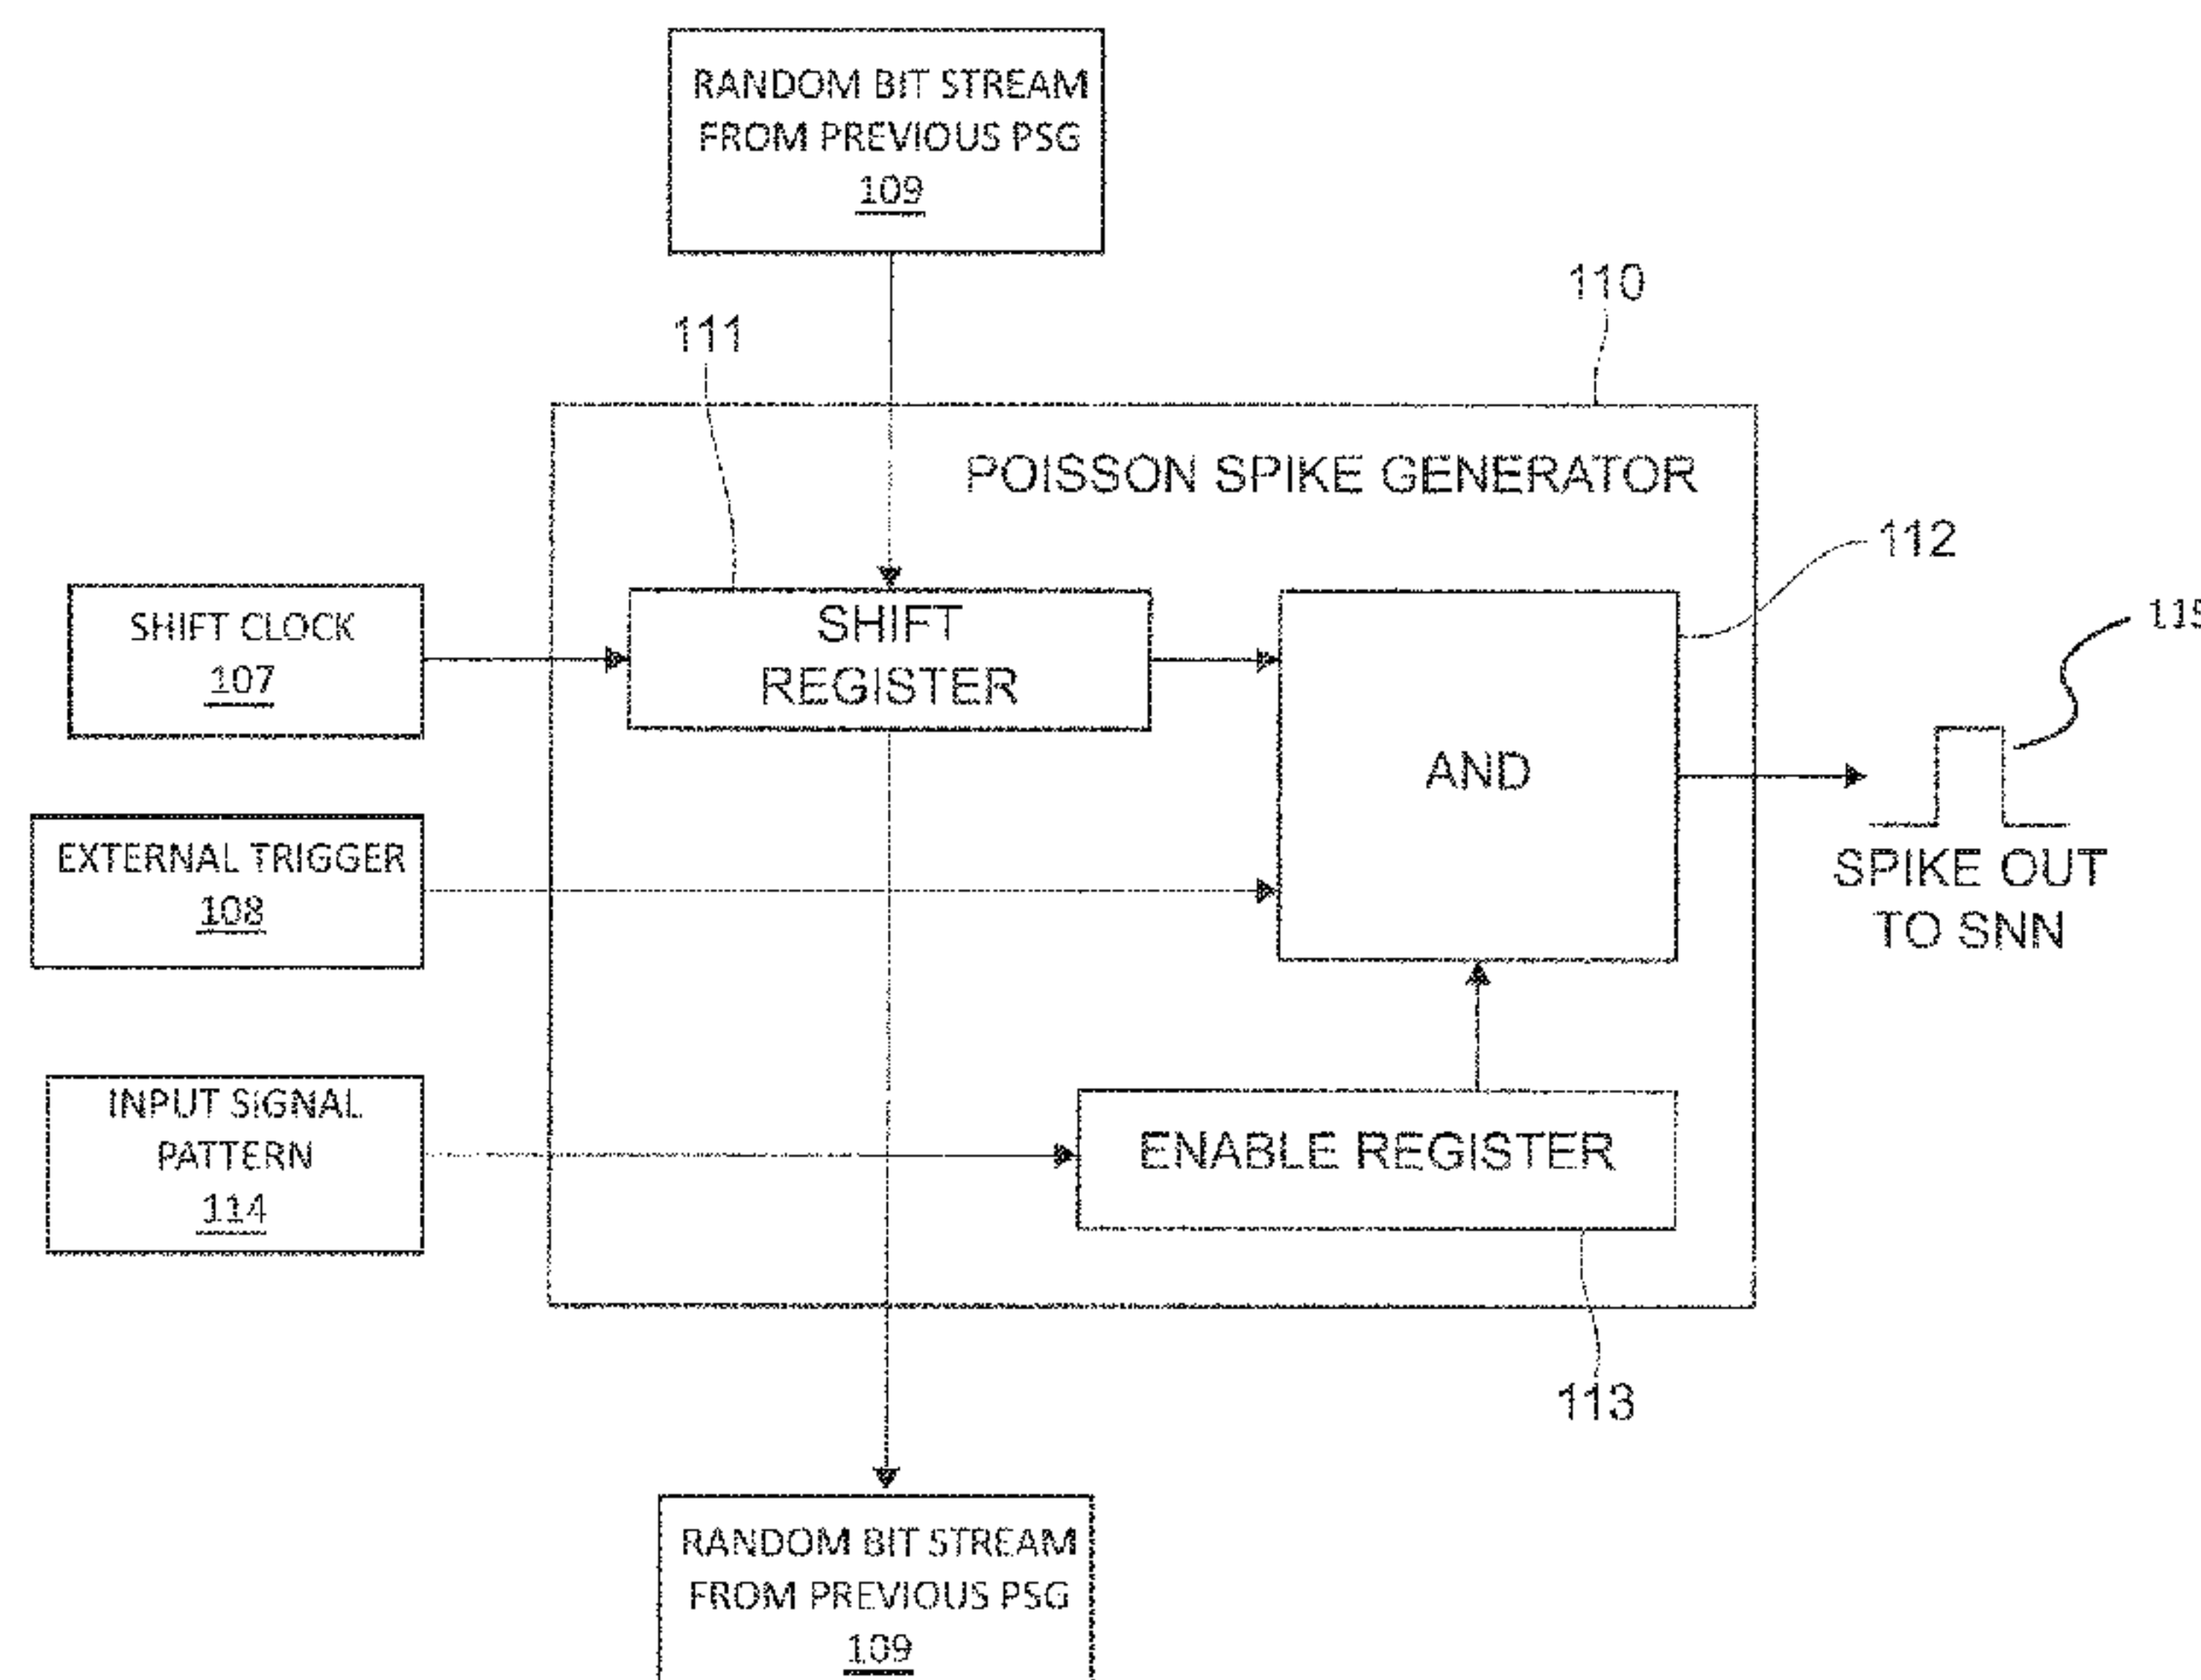 RANDOM BIT STREAM
FROM PREVIOUS PSG
109
110
111
POISSON SPIKE GENERATOR
112
SHIFT CLOCK
107
SHIFT
REGISTER
115
AND
EXTERNAL TRIGGER
108
SPIKE OUT
TO SNN
INPUT SIGNAL
PATTERN
114
ENABLE REGISTER
113
RANDOM BIT STREAM
FROM PREVIOUS PSG
109